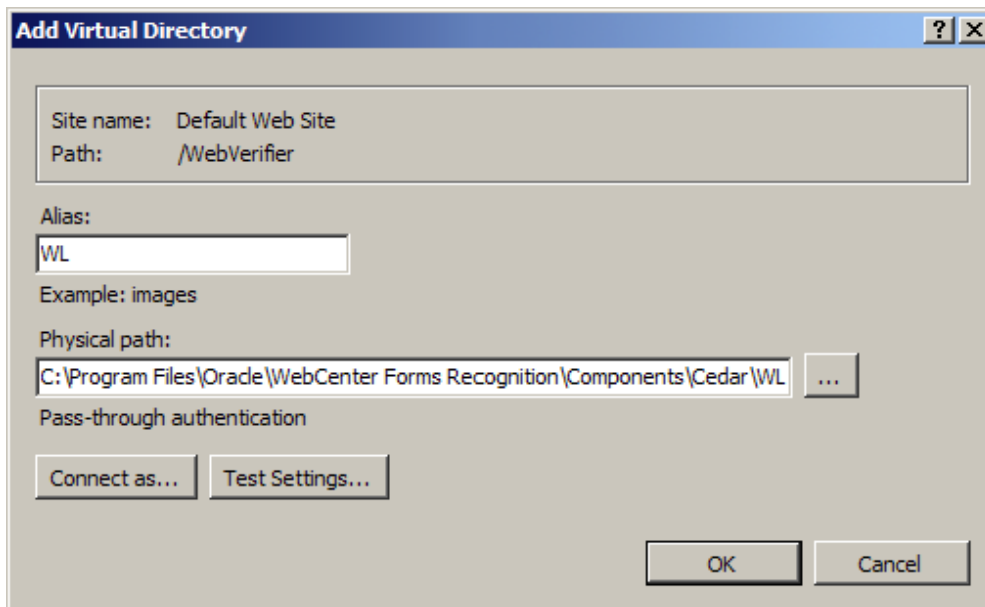 Add Virtual Directory
Site name: Default Web Site
Path: /WebVerifier
Alias:
WL
Example: images
Physical path:
C:\Program Files\Oracle\WebCenter Forms Recognition\Components\Cedar\WL
...
Pass-through authentication
Connect as... Test Settings...
OK Cancel